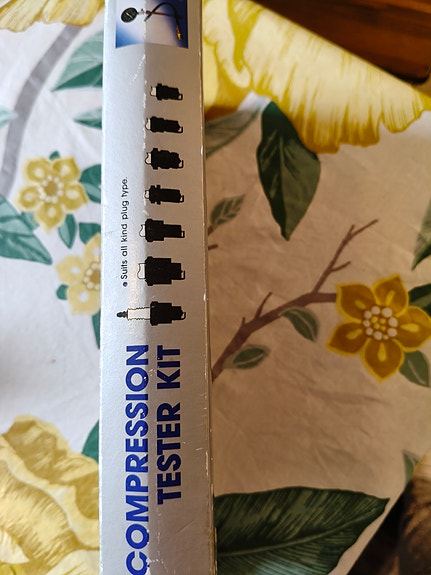 COMPRESSION
TESTER KIT
• Suits all kind plug type.